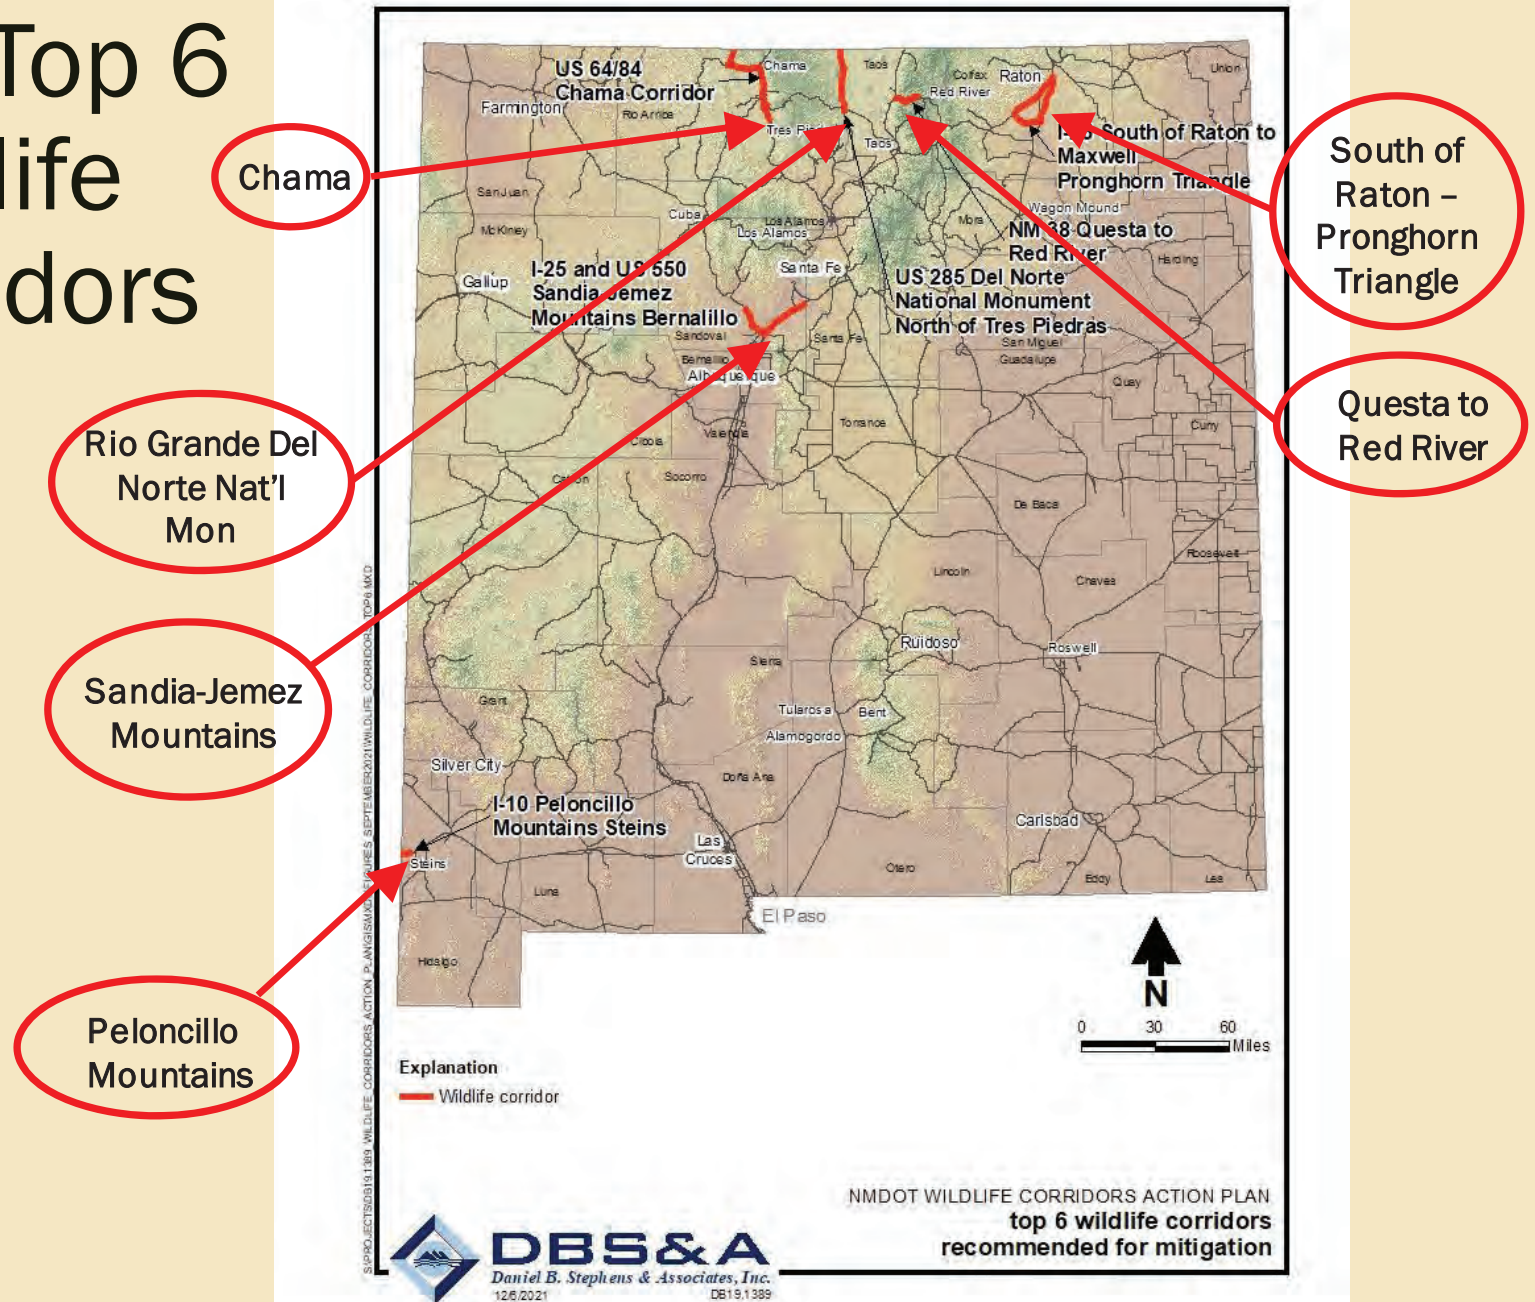 Top 6
life
dors
Chama
Rio Grande Del
Norte Nat'l
Mon
Sandia-Jemez
Mountains
Peloncillo
Mountains
South of
Raton –
Pronghorn
Triangle
Questa to
Red River
US 64/84
Chama Corridor
Chama
Taos
Colfax
Raton
Union
Farmington
Rio Arriba
Red River
Tres
Taos
South of Raton to
Maxwell
Pronghorn Triangle
San Juan
Cuba
Los Alamos
Los Alamos
Mora
Wagon Mound
McKinley
NM 38 Questa to
Red River
Harding
Gallup
I-25 and US 550
Sandia Jemez
Mountains Bernalillo
Santa Fe
US 285 Del Norte
National Monument
North of Tres Piedras
Sandoval
Santa Fe
San Miguel
Guadalupe
Bernalillo
Albuquerque
Quay
Cibola
Valencia
Torrance
Curry
Catron
Socorro
De Baca
Roosevelt
Lincoln
Chaves
Ruidoso
Roswell
Sierra
Grant
Tularosa
Bent
Alamogordo
Silver City
Doña Ana
I-10 Peloncillo
Mountains Steins
Las
Cruces
Carlsbad
Steins
Luna
Otero
Eddy
Lea
El Paso
Hidalgo
N
0 30 60
Miles
Explanation
Wildlife corridor
NMDOT WILDLIFE CORRIDORS ACTION PLAN
top 6 wildlife corridors
recommended for mitigation
DBS&A
Daniel B. Stephens & Associates, Inc.
12/6/2021 DB19.1389